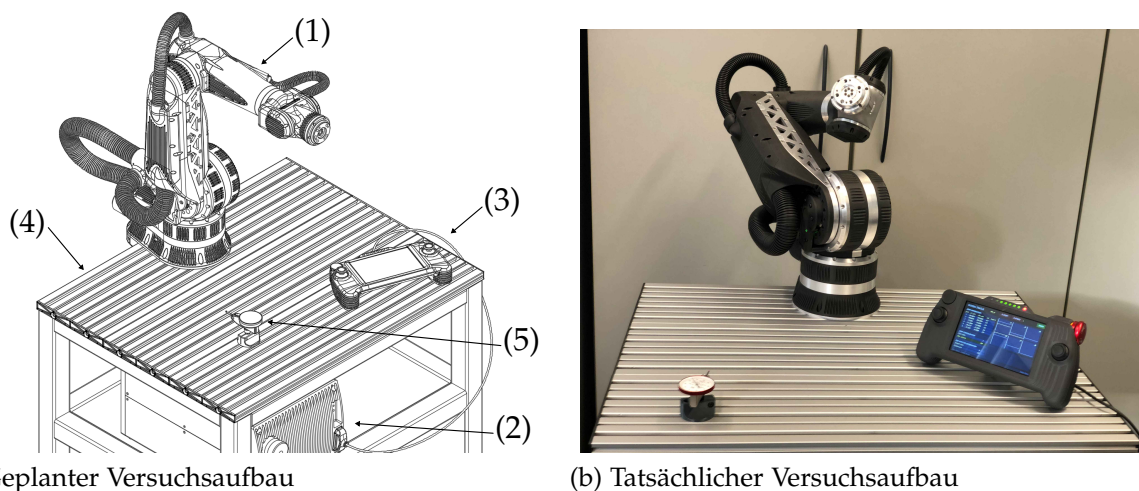 (1)
(3)
(4)
(5)
(2)
eplanter Versuchsaufbau
(b) Tatsächlicher Versuchsaufbau